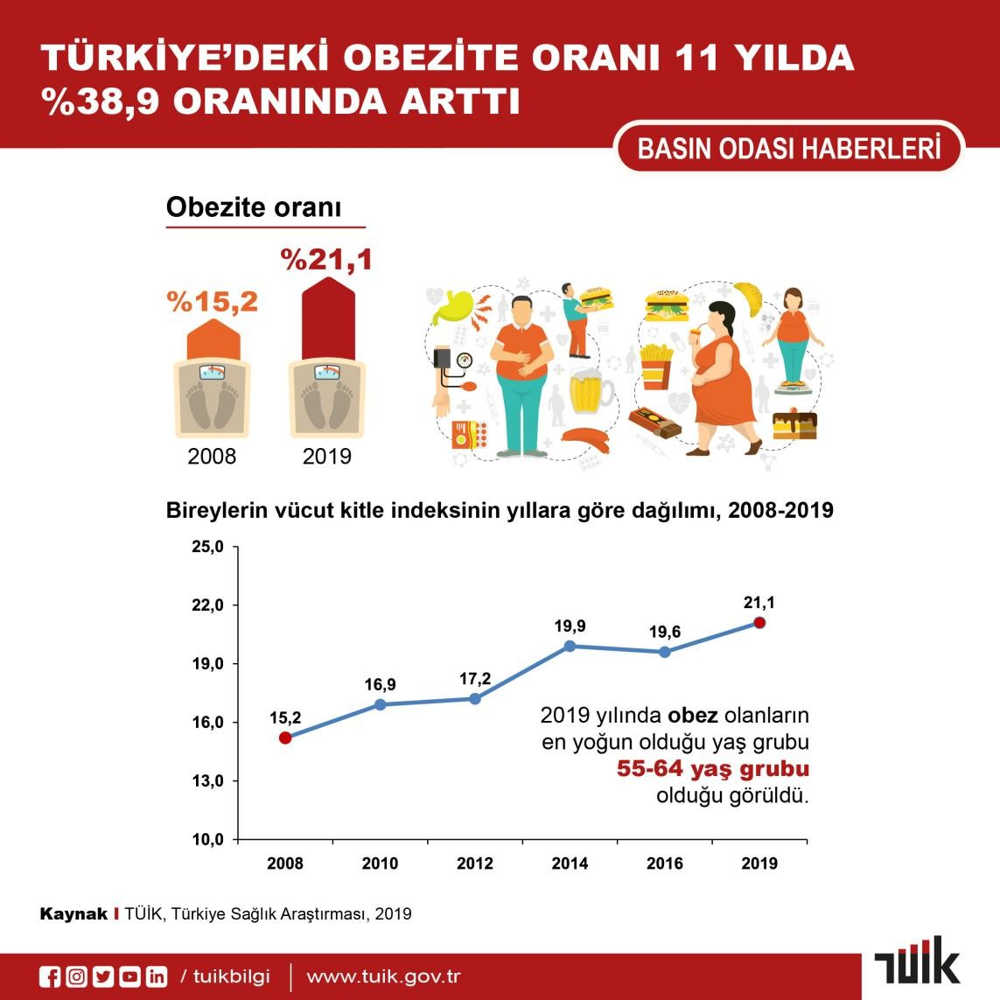 TÜRKİYE’DEKİ OBEZİTE ORANI 11 YILDA
%38,9 ORANINDA ARTTI
BASIN ODASI HABERLERİ
Obezite oranı
%15,2
%21,1
2008
2019
Bireylerin vücut kitle indeksinin yıllara göre dağılımı, 2008-2019
25,0
22,0
19,0
16,0
13,0
10,0
15,2
16,9
17,2
19,9
19,6
21,1
2008
2010
2012
2014
2016
2019
2019 yılında obez olanların
en yoğun olduğu yaş grubu
55-64 yaş grubu
olduğu görüldü.
Kaynak I TÜİK, Türkiye Sağlık Araştırması, 2019
/ tuikbilgi
www.tuik.gov.tr
TÜİK